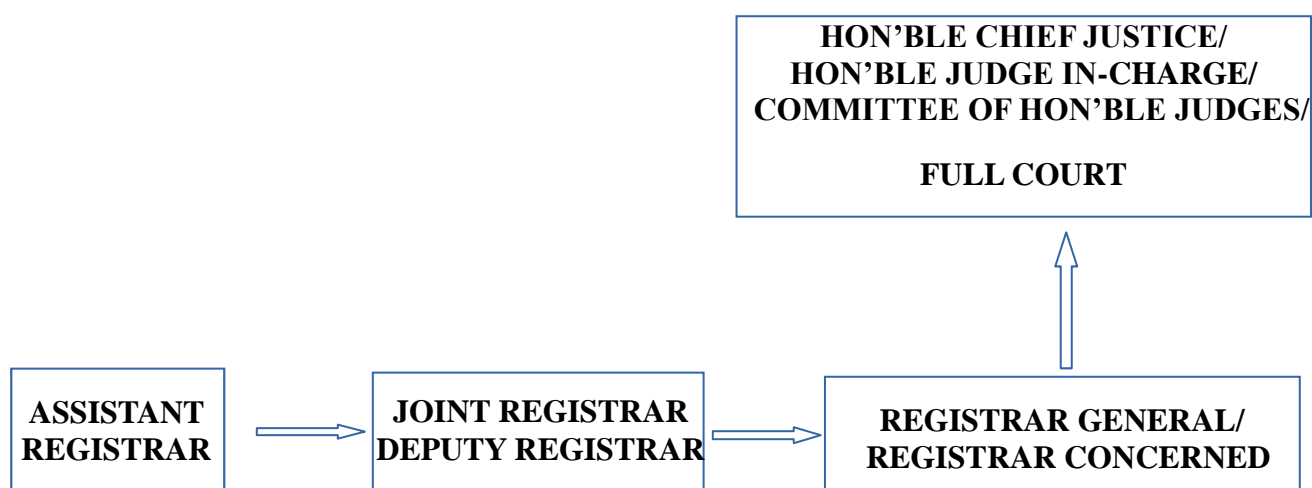 HON’BLE CHIEF JUSTICE/
HON’BLE JUDGE IN-CHARGE/
COMMITTEE OF HON’BLE JUDGES/
FULL COURT
ASSISTANT
REGISTRAR
JOINT REGISTRAR
DEPUTY REGISTRAR
REGISTRAR GENERAL/
REGISTRAR CONCERNED